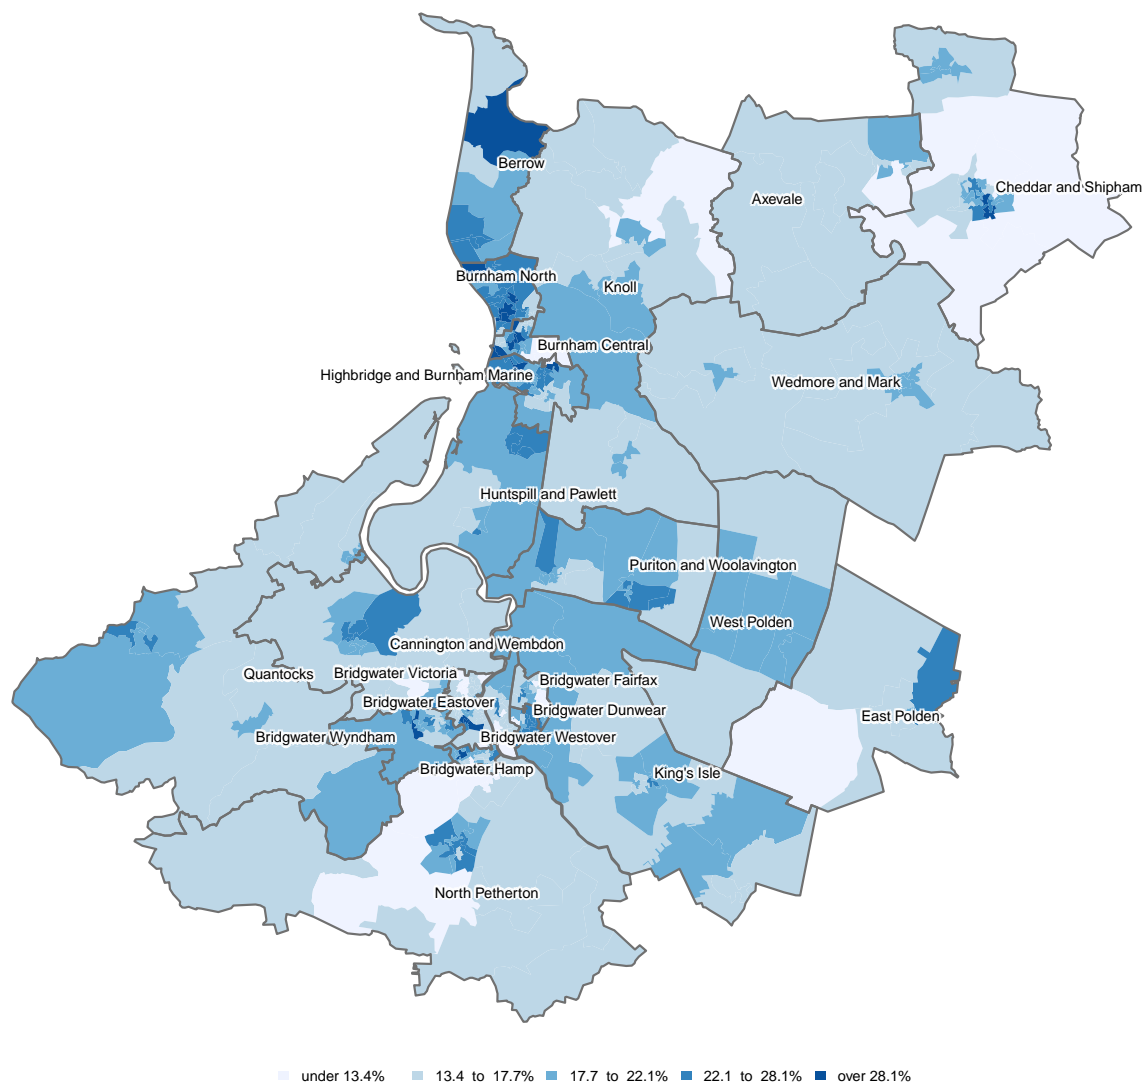 Berrow
Cheddar and Shipham
Axevale
Burnham North
Knoll
Burnham Central
Highbridge and Burnham Marine
Wedmore and Mark
Huntspill and Pawlett
Puriton and Woolavington
West Polden
Cannington and Wembdon
Quantocks
Bridgwater Victoria
Bridgwater Fairfax
Bridgwater Eastover
Bridgwater Dunwear
East Polden
Bridgwater Wyndham
Bridgwater Westover
Bridgwater Hamp
King's Isle
North Petherton
under 13.4% 13.4 to 17.7% 17.7 to 22.1% 22.1 to 28.1% over 28.1%